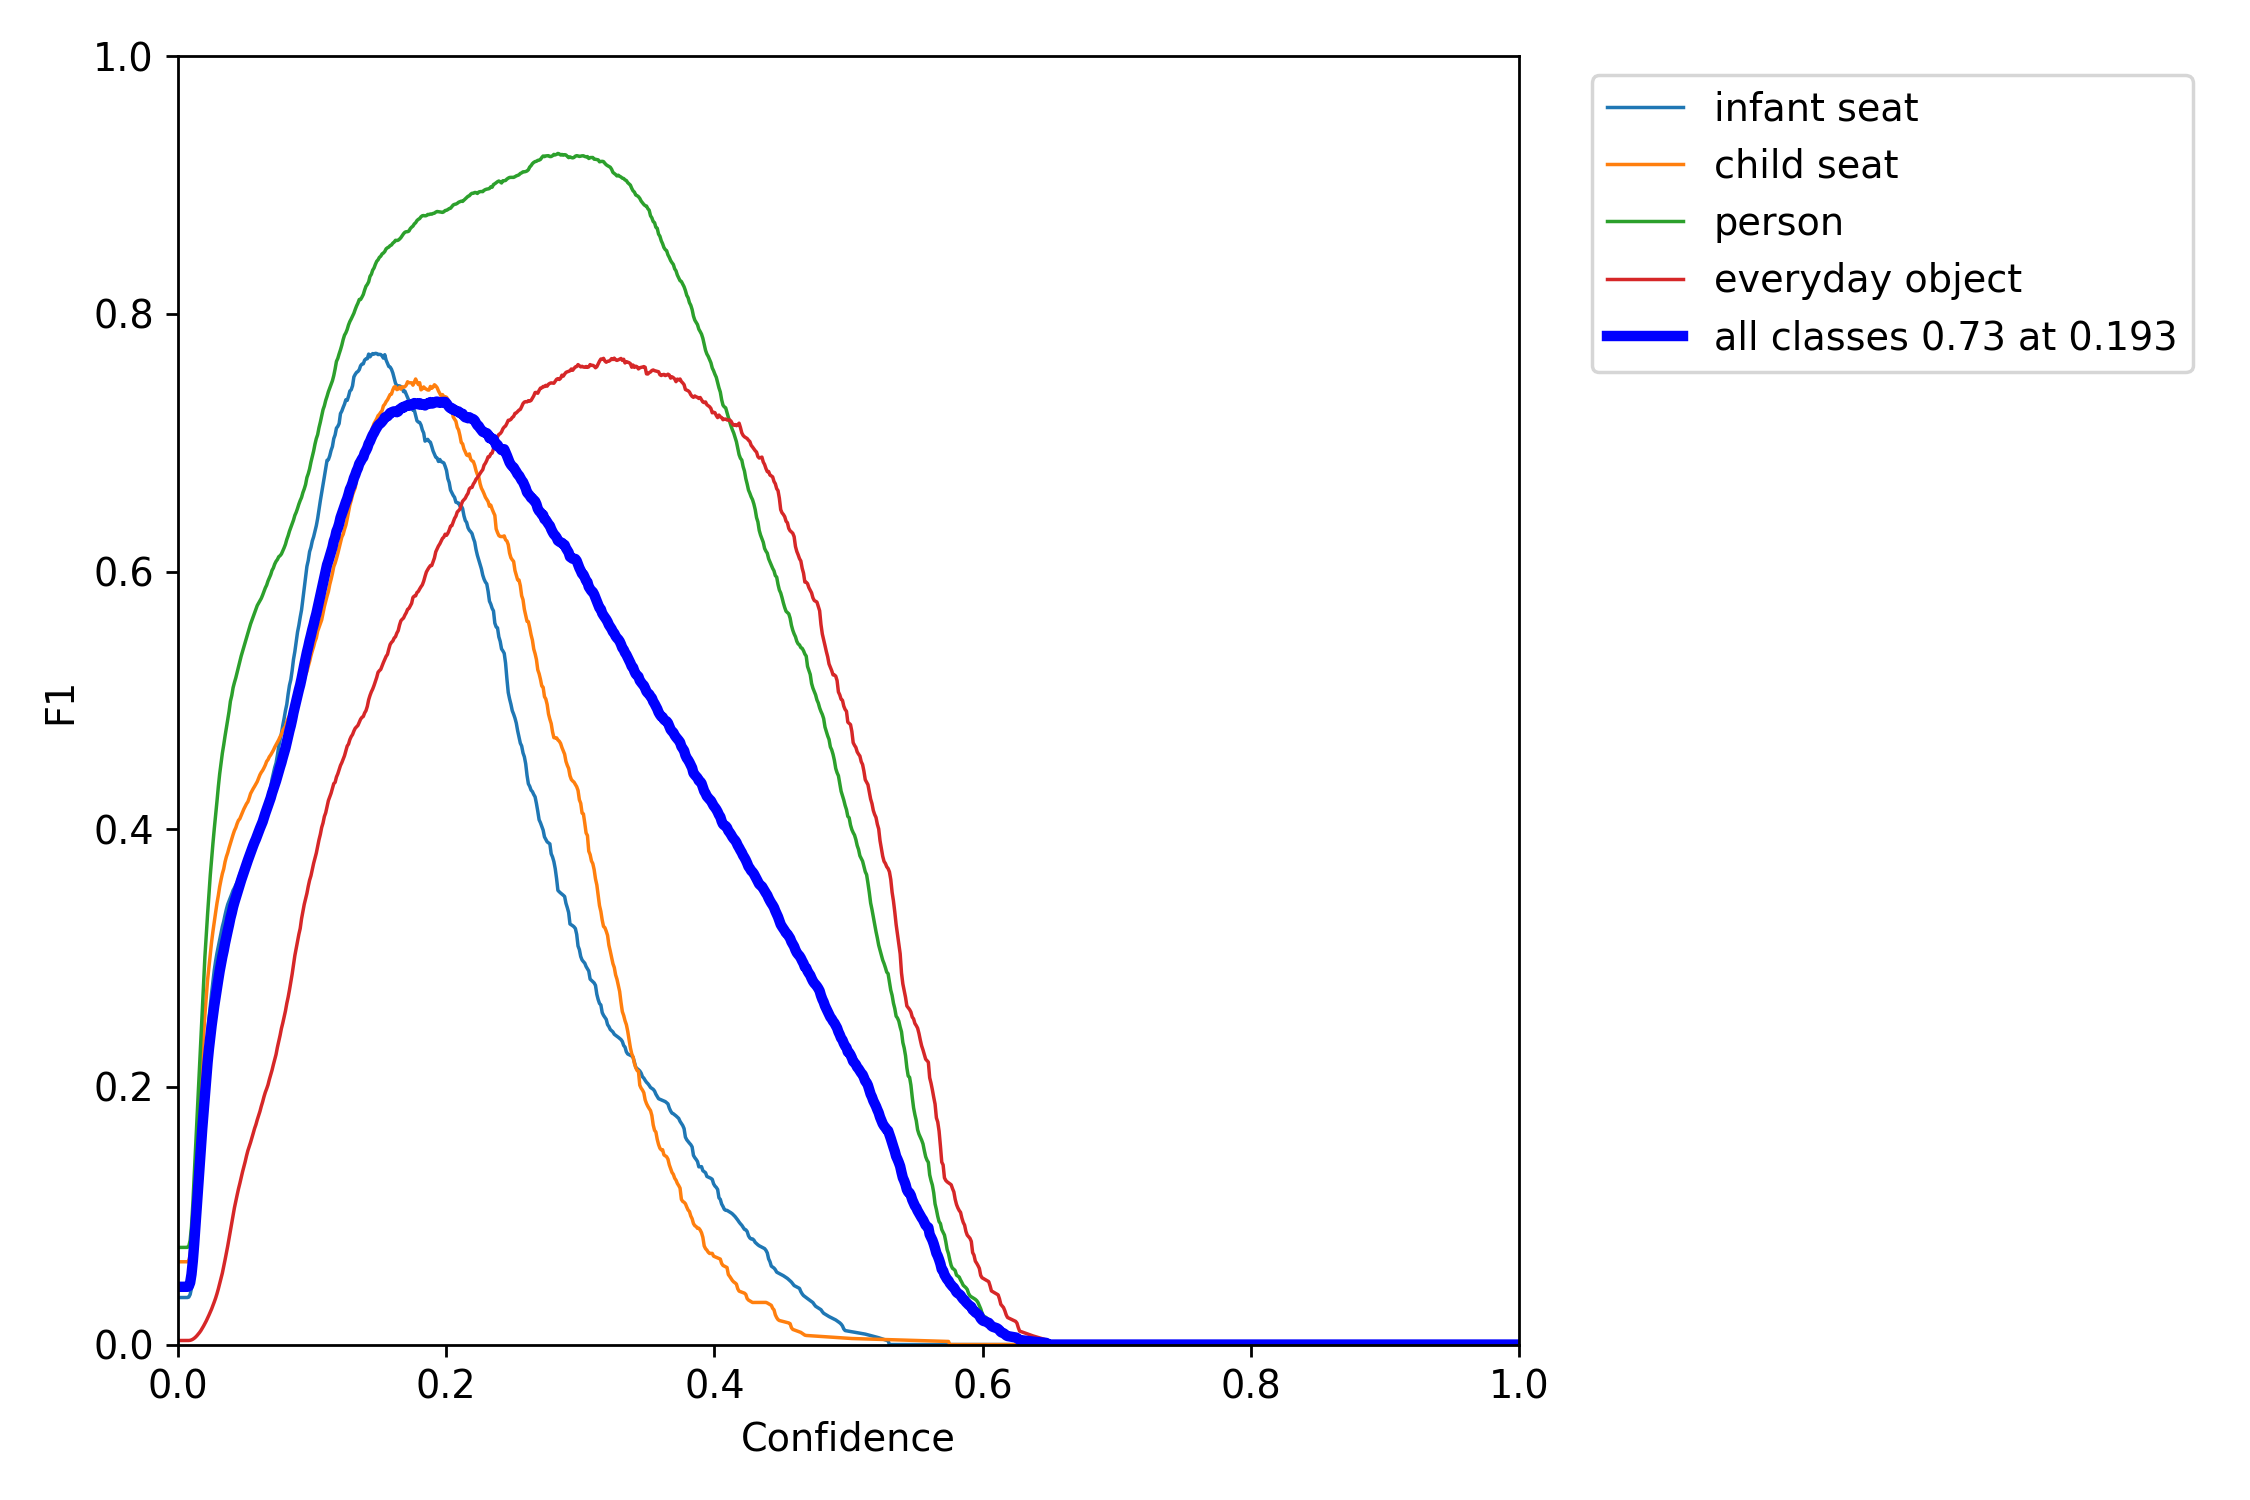 1.0
0.8
0.6
0.4
0.2
0.0
F1
0.0 0.2 0.4 0.6 0.8 1.0
Confidence
infant seat
child seat
person
everyday object
all classes 0.73 at 0.193